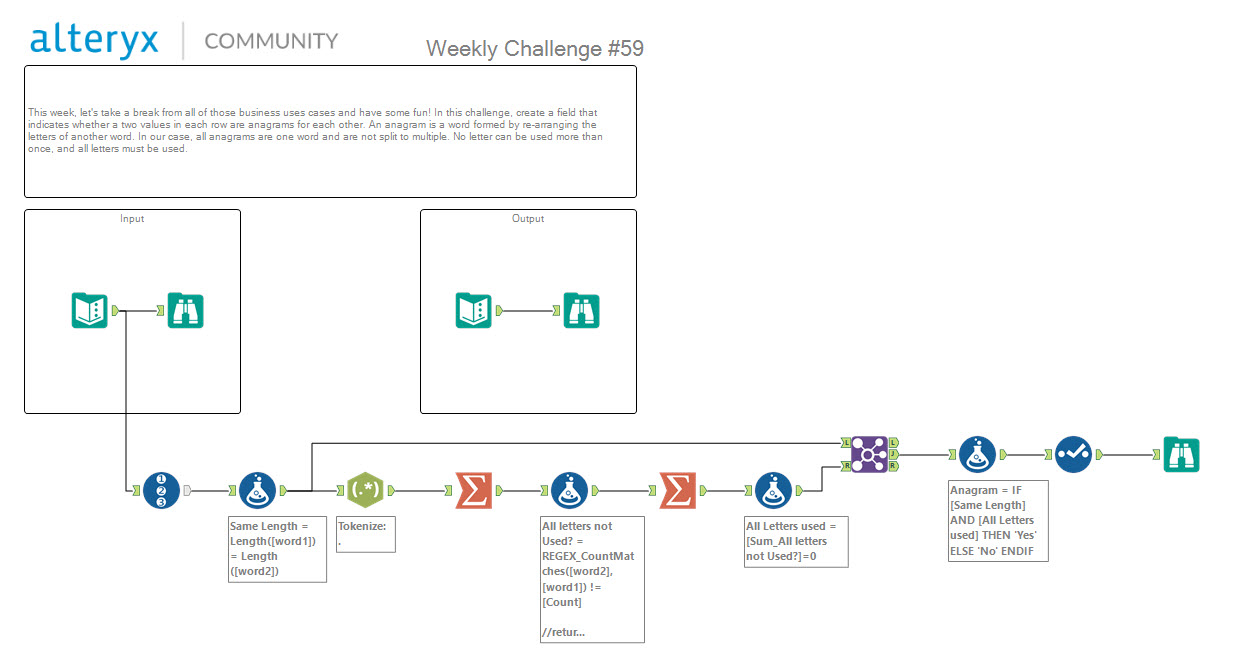 alteryx | COMMUNITY
Weekly Challenge #59
This week, let's take a break from all of those business uses cases and have some fun! In this challenge, create a field that
indicates whether a two values in each row are anagrams for each other. An anagram is a word formed by re-arranging the
letters of another word. In our case, all anagrams are one word and are not split to multiple. No letter can be used more than
once, and all letters must be used.
Input
Output
L
R
L
J
R
1
2
3
(.*)
Σ
Σ
Same Length =
Length([word1])
= Length
([word2])
Tokenize:
.
All letters not
Used? =
REGEX_CountMat
ches([word2],
[word1]) !=
[Count]
//retur...
All Letters used =
[Sum_All letters
not Used?]=0
Anagram = IF
[Same Length]
AND [All Letters
used] THEN 'Yes'
ELSE 'No' ENDIF